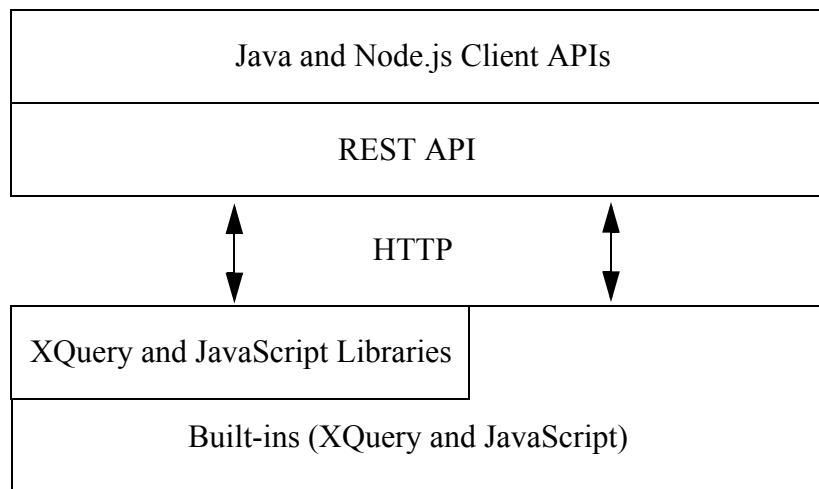 Java and Node.js Client APIs
REST API
HTTP
XQuery and JavaScript Libraries
Built-ins (XQuery and JavaScript)